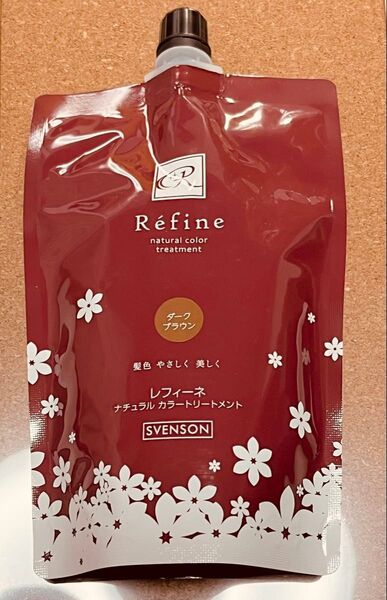 R
Réfine
natural color
treatment
ダーク
ブラウン
髪色 やさしく 美しく
レフィーネ
ナチュラル カラートリートメント
SVENSON